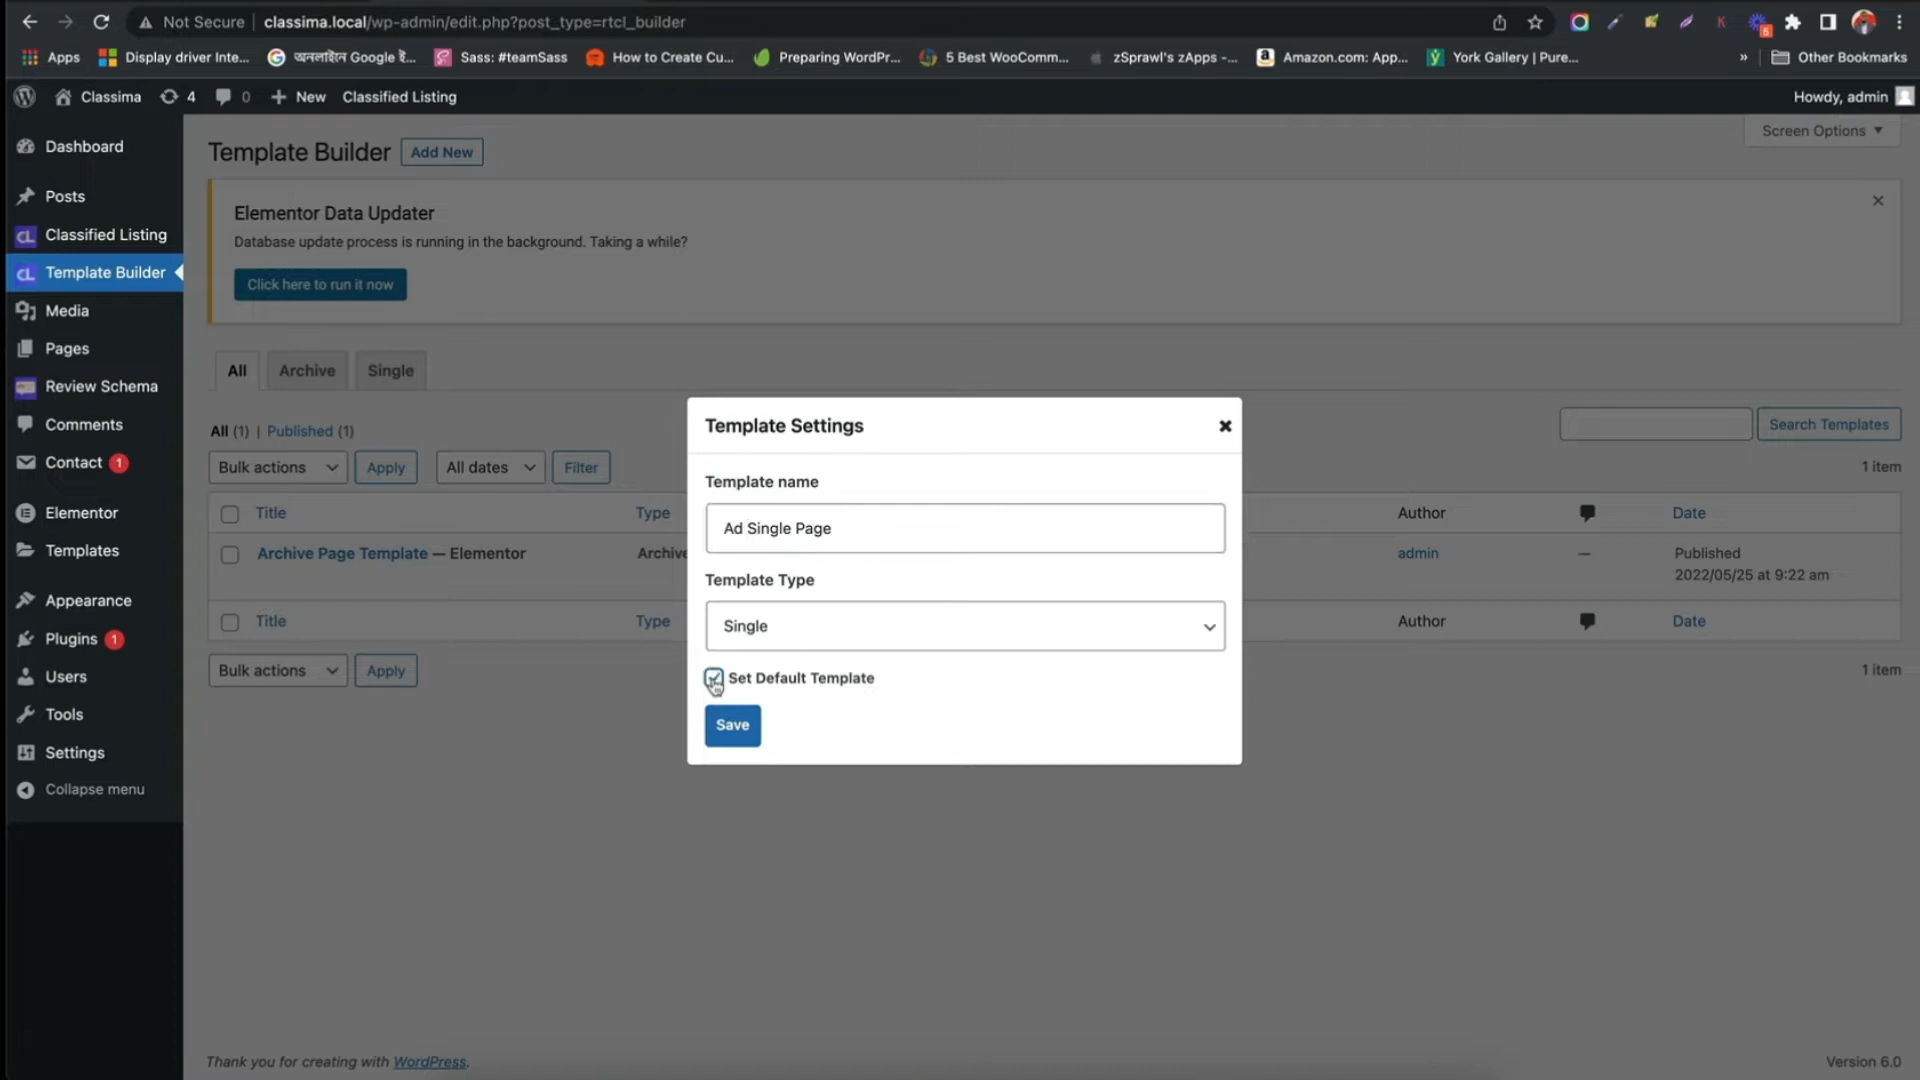 Not Secure classima.local/wp-admin/edit.php?post_type=rtcl_builder
Apps Display driver Inte... অনলাইনে Google ই... Sass: #teamSass How to Create Cu... Preparing WordPr... 5 Best WooComm... zSprawl's zApps -... Amazon.com: App... York Gallery | Pure... » Other Bookmarks
Classima 4 0 + New Classified Listing Howdy, admin
Screen Options ▼
Dashboard
Posts
Classified Listing
Template Builder
Media
Pages
Review Schema
Comments
Contact 1
Elementor
Templates
Appearance
Plugins 1
Users
Tools
Settings
Collapse menu
Template Builder Add New
Elementor Data Updater
Database update process is running in the background. Taking a while?
Click here to run it now
All Archive Single
All (1) | Published (1)
Search Templates
Bulk actions Apply All dates Filter 1 item
Title Type Author Date
Archive Page Template — Elementor Archive admin — Published
2022/05/25 at 9:22 am
Title Type Author Date
Bulk actions Apply 1 item
Template Settings
Template name
Ad Single Page
Template Type
Single
Set Default Template
Save
Thank you for creating with WordPress. Version 6.0